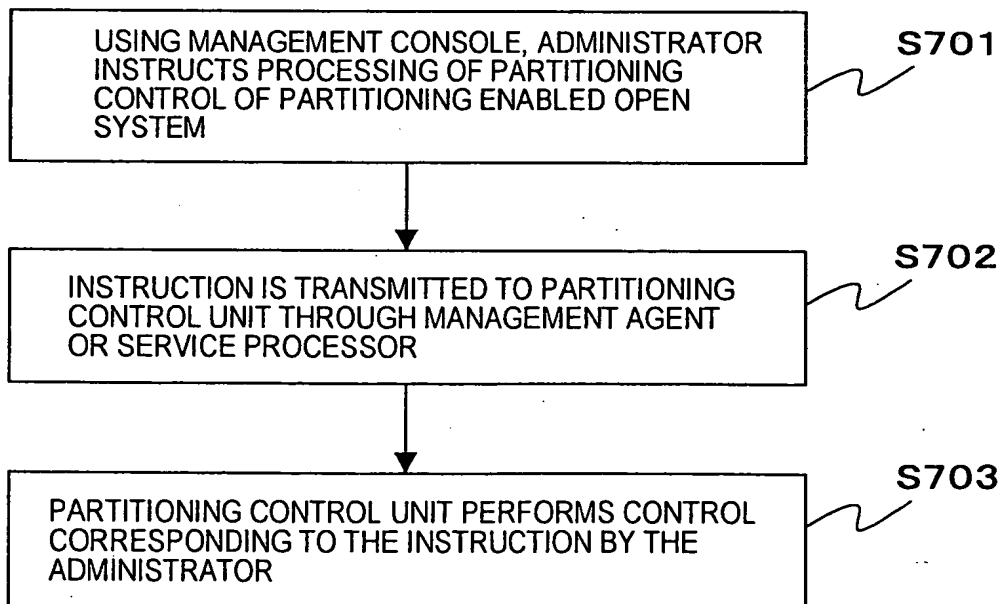 USING MANAGEMENT CONSOLE, ADMINISTRATOR
INSTRUCTS PROCESSING OF PARTITIONING
CONTROL OF PARTITIONING ENABLED OPEN
SYSTEM
S701
INSTRUCTION IS TRANSMITTED TO PARTITIONING
CONTROL UNIT THROUGH MANAGEMENT AGENT
OR SERVICE PROCESSOR
S702
PARTITIONING CONTROL UNIT PERFORMS CONTROL
CORRESPONDING TO THE INSTRUCTION BY THE
ADMINISTRATOR
S703